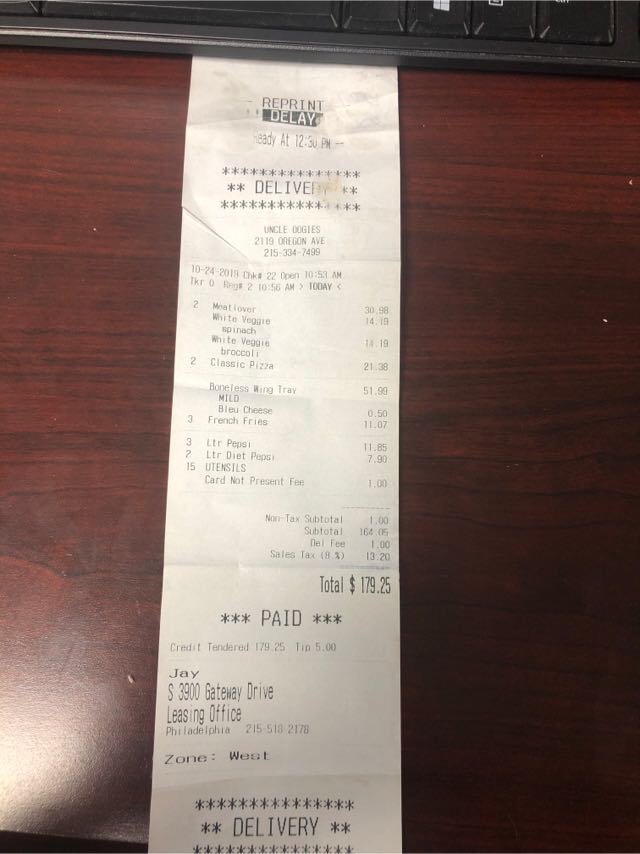 REPRINT
DELAY
Ready At 12:30 PM --
***************
** DELIVERY **
***************
UNCLE OOGIES
2119 OREGON AVE
215-334-7499
10-24-2018 Chk# 22 Open 10:53 AM
Tkr 0 Reg# 2 10:56 AM > TODAY <
2 Meatlover 30.98
White Veggie 14.19
spinach
White Veggie 14.19
broccoli
2 Classic Pizza 21.38
Boneless Wing Tray 51.99
MILD
Bleu Cheese 0.50
3 French Fries 11.07
3 Ltr Pepsi 11.85
2 Ltr Diet Pepsi 7.90
15 UTENSILS
Card Not Present Fee 1.00
Non-Tax Subtotal 1.00
Subtotal 164.05
Del Fee 1.00
Sales Tax (8.%) 13.20
Total $ 179.25
*** PAID ***
Credit Tendered 179.25 Tip 5.00
Jay
S 3900 Gateway Drive
Leasing Office
Philadelphia 215-518-2178
Zone: West
***************
** DELIVERY **
***************